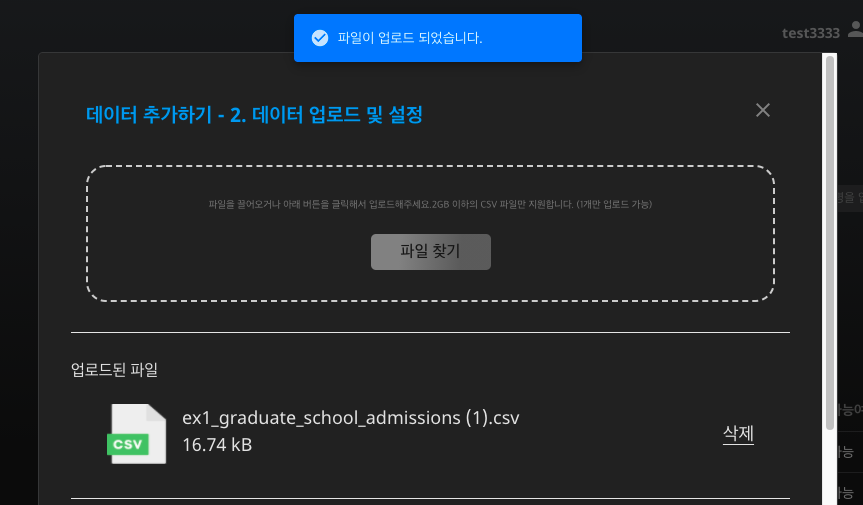 파일이 업로드 되었습니다.
test3333
데이터 추가하기 - 2. 데이터 업로드 및 설정
파일을 끌어오거나 아래 버튼을 클릭해서 업로드해주세요.2GB 이하의 CSV 파일만 지원합니다. (1개만 업로드 가능)
파일 찾기
업로드된 파일
CSV
ex1_graduate_school_admissions (1).csv
16.74 kB
삭제